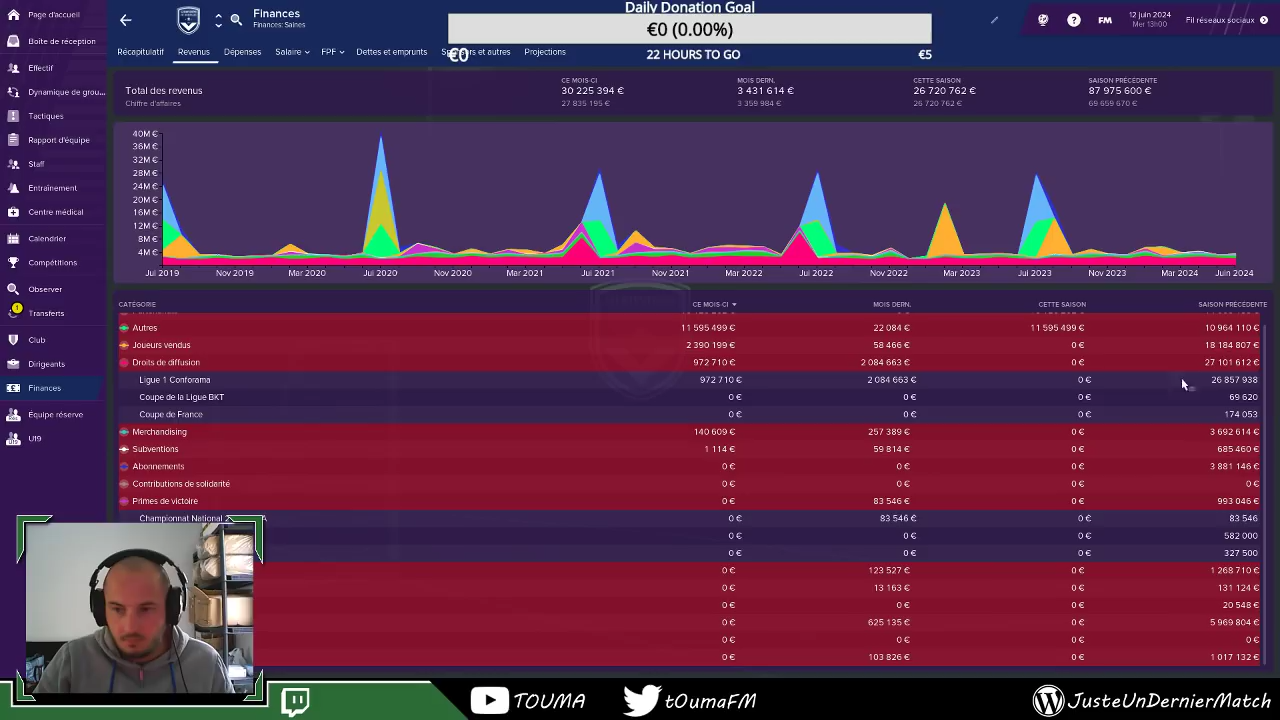 Daily Donation Goal
€0 (0.00%)
€0 22 HOURS TO GO €5
Finances
Finances: Saines
FM 12 juin 2024
Mer 13h00
Fil réseaux sociaux
Récapitulatif Revenus Dépenses Salaire FPF Dettes et emprunts et autres Projections
Page d'accueil
Boîte de réception
Effectif
Dynamique de grou...
Tactiques
Rapport d'équipe
Staff
Entraînement
Centre médical
Calendrier
Compétitions
Observer
1
Transferts
Club
Dirigeants
Finances
Équipe réserve
U19
CE MOIS-CI MOIS DERN. CETTE SAISON SAISON PRÉCÉDENTE
Total des revenus 30 225 394 € 3 431 614 € 26 720 762 € 87 975 600 €
Chiffre d'affaires 27 835 195 € 3 359 984 € 26 720 762 € 69 659 670 €
40M €
36M €
32M €
28M €
24M €
20M €
16M €
12M €
8M €
4M €
Jul 2019 Nov 2019 Mar 2020 Jul 2020 Nov 2020 Mar 2021 Jul 2021 Nov 2021 Mar 2022 Jul 2022 Nov 2022 Mar 2023 Jul 2023 Nov 2023 Mar 2024 Juin 2024
CATÉGORIE CE MOIS-CI MOIS DERN. CETTE SAISON SAISON PRÉCÉDENTE
Autres 11 595 499 € 22 084 € 11 595 499 € 10 964 110 €
Joueurs vendus 2 390 199 € 58 466 € 0 € 18 184 807 €
Droits de diffusion 972 710 € 2 084 663 € 0 € 27 101 612 €
Ligue 1 Conforama 972 710 € 2 084 663 € 0 € 26 857 938
Coupe de la Ligue BKT 0 € 0 € 0 € 69 620
Coupe de France 0 € 0 € 0 € 174 053
Merchandising 140 609 € 257 389 € 0 € 3 692 614 €
Subventions 1 114 € 59 814 € 0 € 685 460 €
Abonnements 0 € 0 € 0 € 3 881 146 €
Contributions de solidarité 0 € 0 € 0 € 0 €
Primes de victoire 0 € 83 546 € 0 € 993 046 €
Championnat National 2 A 0 € 83 546 € 0 € 83 546
0 € 0 € 0 € 582 000
0 € 0 € 0 € 327 500
0 € 123 527 € 0 € 1 268 710 €
0 € 13 163 € 0 € 131 124 €
0 € 0 € 0 € 20 548 €
0 € 625 135 € 0 € 5 969 804 €
0 € 0 € 0 € 0 €
0 € 103 826 € 0 € 1 017 132 €
TOUMA tOumaFM JusteUnDernierMatch